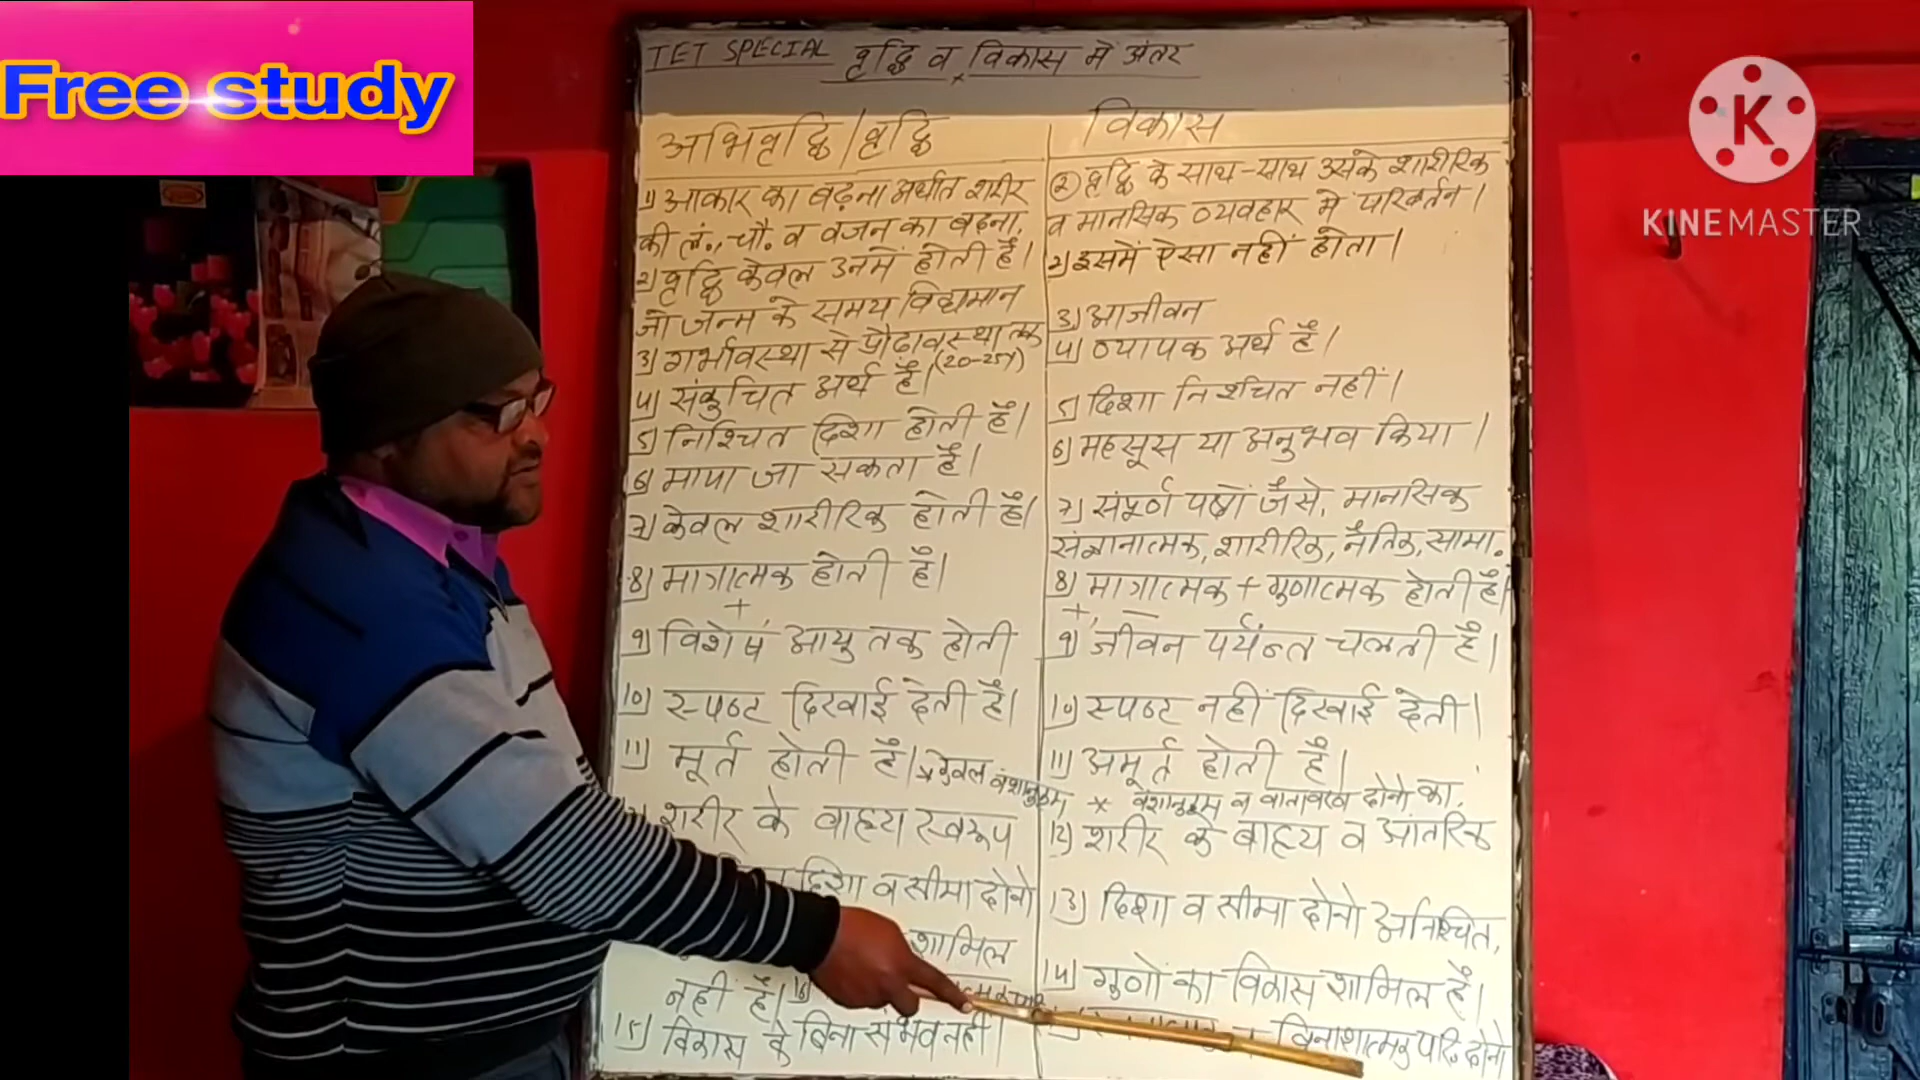 Free study
K
KINEMASTER
TET SPECIAL वृद्धि व विकास में अंतर
अभिवृद्धि/वृद्धि
1) आकार का बढ़ना अर्थात शरीर
की लं., चौ. व वजन का बढ़ना,
2) वृद्धि केवल उनमें होती है।
जो जन्म के समय विद्यमान
3) गर्भावस्था से प्रौढ़ावस्था तक
(20-25Y)
4) संकुचित अर्थ है।
5) निश्चित दिशा होती है।
6) मापा जा सकता है।
7) केवल शारीरिक होती है।
8) मात्रात्मक होती है।
+
9) विशेष आयु तक होती
10) स्पष्ट दिखाई देती है।
11) मूर्त होती है। * केवल वंशानुक्रम
शरीर के वाह्य स्वरूप
दिशा व सीमा दोनो
शामिल
नहीं है। 16
15) विकास के बिना संभव नहीं।
विकास
① वृद्धि के साथ-साथ उसके शारीरिक
व मानसिक व्यवहार में परिवर्तन।
2) इसमें ऐसा नहीं होता।
3) आजीवन
4) व्यापक अर्थ है।
5) दिशा निश्चित नहीं।
6) महसूस या अनुभव किया।
7) संपूर्ण पक्षों जैसे, मानसिक
संज्ञानात्मक, शारीरिक, नैतिक, सामा.
8) मात्रात्मक + गुणात्मक होती है।
+, −
9) जीवन पर्यन्त चलती है।
10) स्पष्ट नहीं दिखाई देती।
11) अमूर्त होती है।
* वंशानुक्रम व वातावरण दोनो का,
12) शरीर के बाह्य व आंतरिक
13) दिशा व सीमा दोनो अनिश्चित,
14) गुणों का विकास शामिल है।
विनाशात्मक परि. दोनो